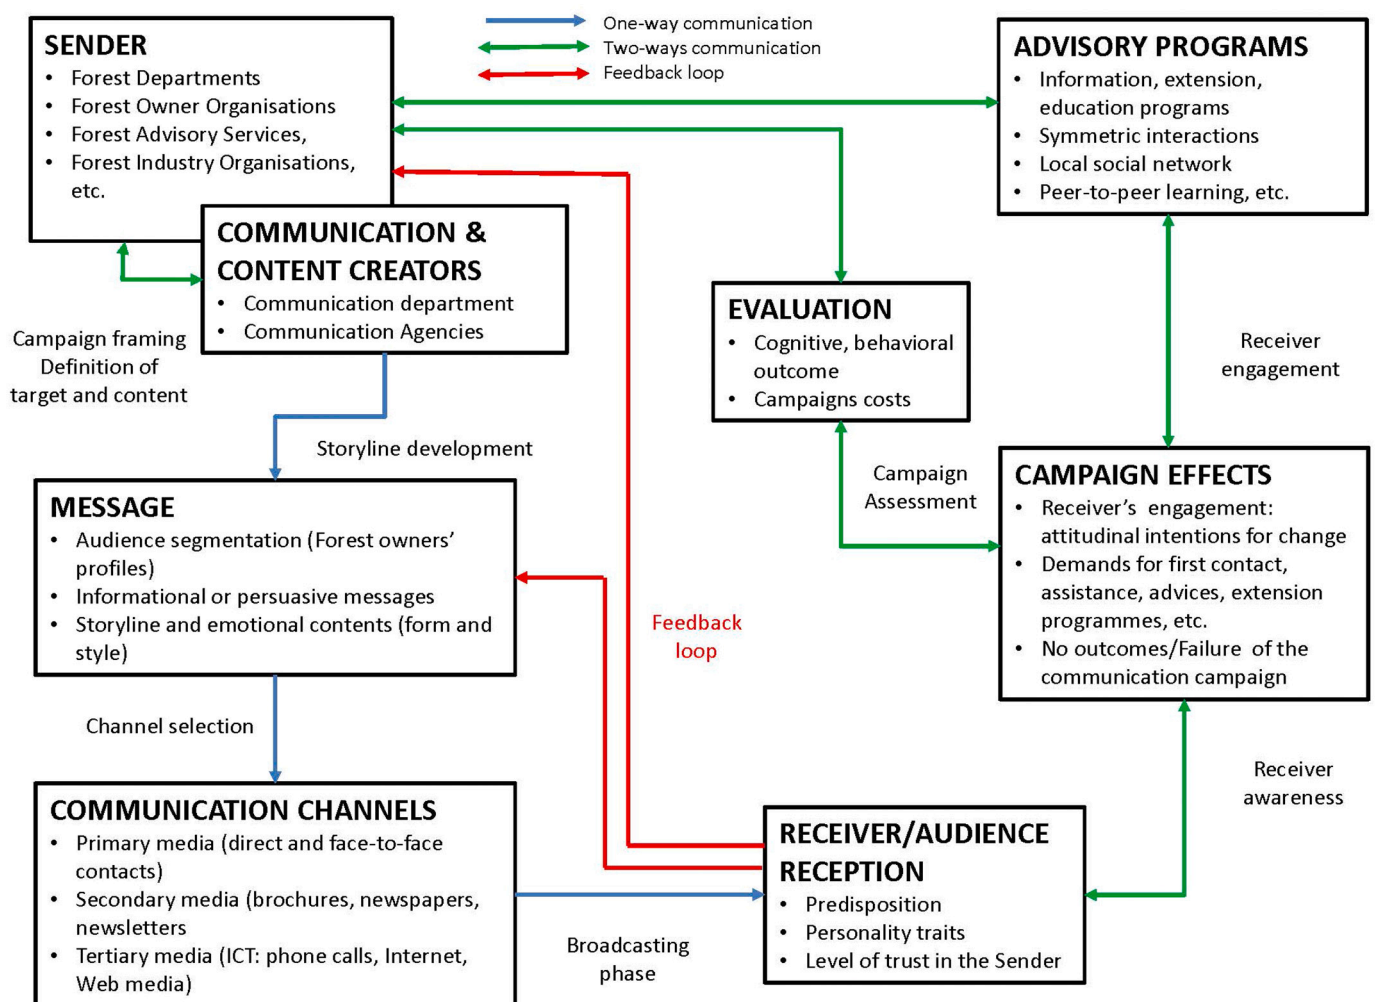 One-way communication
Two-ways communication
Feedback loop
SENDER
• Forest Departments
• Forest Owner Organisations
• Forest Advisory Services,
• Forest Industry Organisations,
etc.
COMMUNICATION &
CONTENT CREATORS
• Communication department
• Communication Agencies
Campaign framing
Definition of
target and content
Storyline development
MESSAGE
• Audience segmentation (Forest owners’
profiles)
• Informational or persuasive messages
• Storyline and emotional contents (form and
style)
Channel selection
COMMUNICATION CHANNELS
• Primary media (direct and face-to-face
contacts)
• Secondary media (brochures, newspapers,
newsletters
• Tertiary media (ICT: phone calls, Internet,
Web media)
Broadcasting
phase
Feedback
loop
RECEIVER/AUDIENCE
RECEPTION
• Predisposition
• Personality traits
• Level of trust in the Sender
Receiver
awareness
CAMPAIGN EFFECTS
• Receiver’s engagement:
attitudinal intentions for change
• Demands for first contact,
assistance, advices, extension
programmes, etc.
• No outcomes/Failure of the
communication campaign
Campaign
Assessment
EVALUATION
• Cognitive, behavioral
outcome
• Campaigns costs
Receiver
engagement
ADVISORY PROGRAMS
• Information, extension,
education programs
• Symmetric interactions
• Local social network
• Peer-to-peer learning, etc.